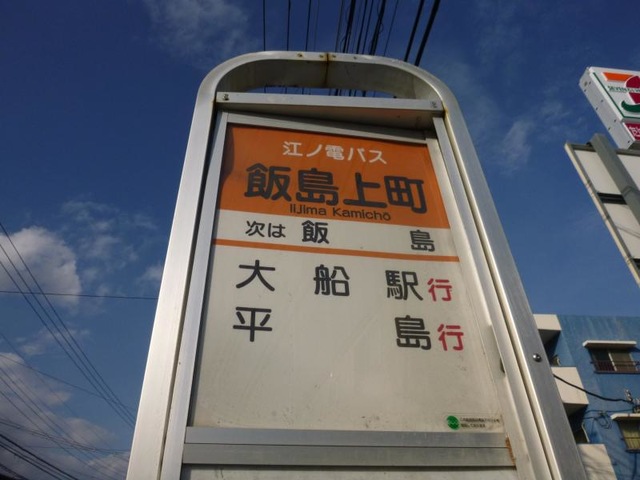 江ノ電バス
飯島上町
Iijima Kamichō
次は 飯島
大船駅行
平島行